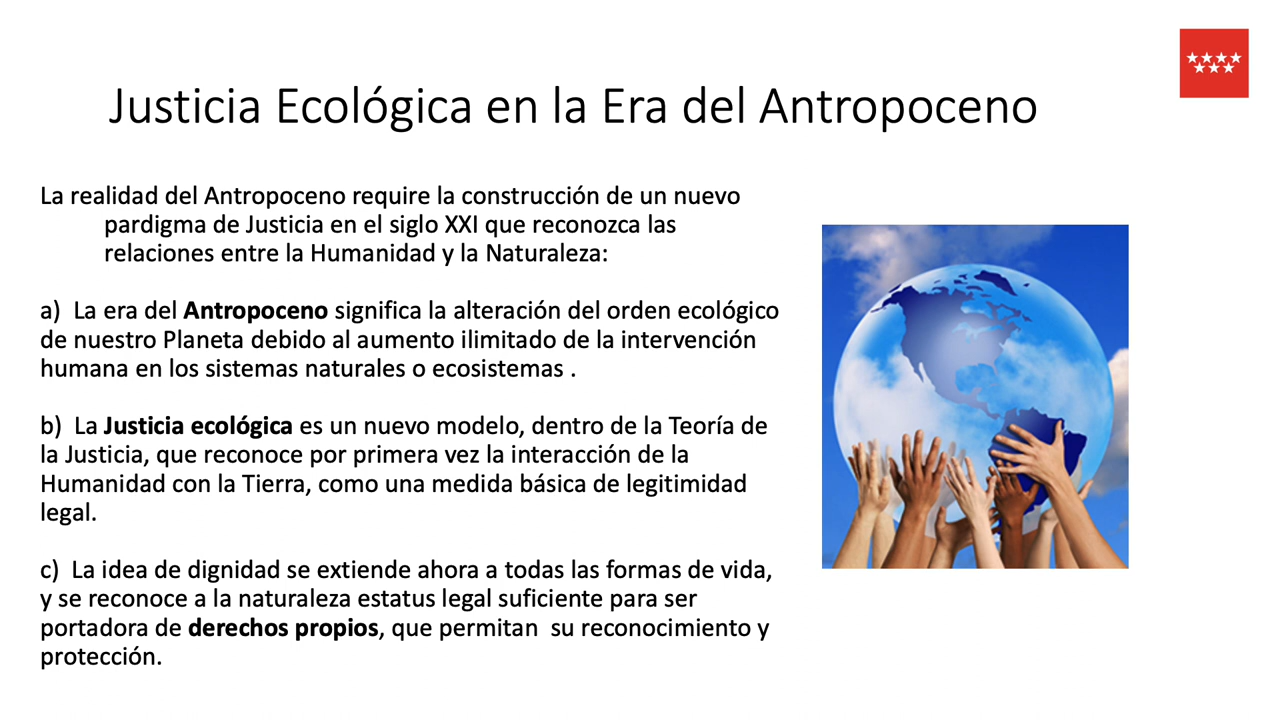 Justicia Ecológica en la Era del Antropoceno
La realidad del Antropoceno require la construcción de un nuevo
pardigma de Justicia en el siglo XXI que reconozca las
relaciones entre la Humanidad y la Naturaleza:
a) La era del Antropoceno significa la alteración del orden ecológico
de nuestro Planeta debido al aumento ilimitado de la intervención
humana en los sistemas naturales o ecosistemas .
b) La Justicia ecológica es un nuevo modelo, dentro de la Teoría de
la Justicia, que reconoce por primera vez la interacción de la
Humanidad con la Tierra, como una medida básica de legitimidad
legal.
c) La idea de dignidad se extiende ahora a todas las formas de vida,
y se reconoce a la naturaleza estatus legal suficiente para ser
portadora de derechos propios, que permitan su reconocimiento y
protección.